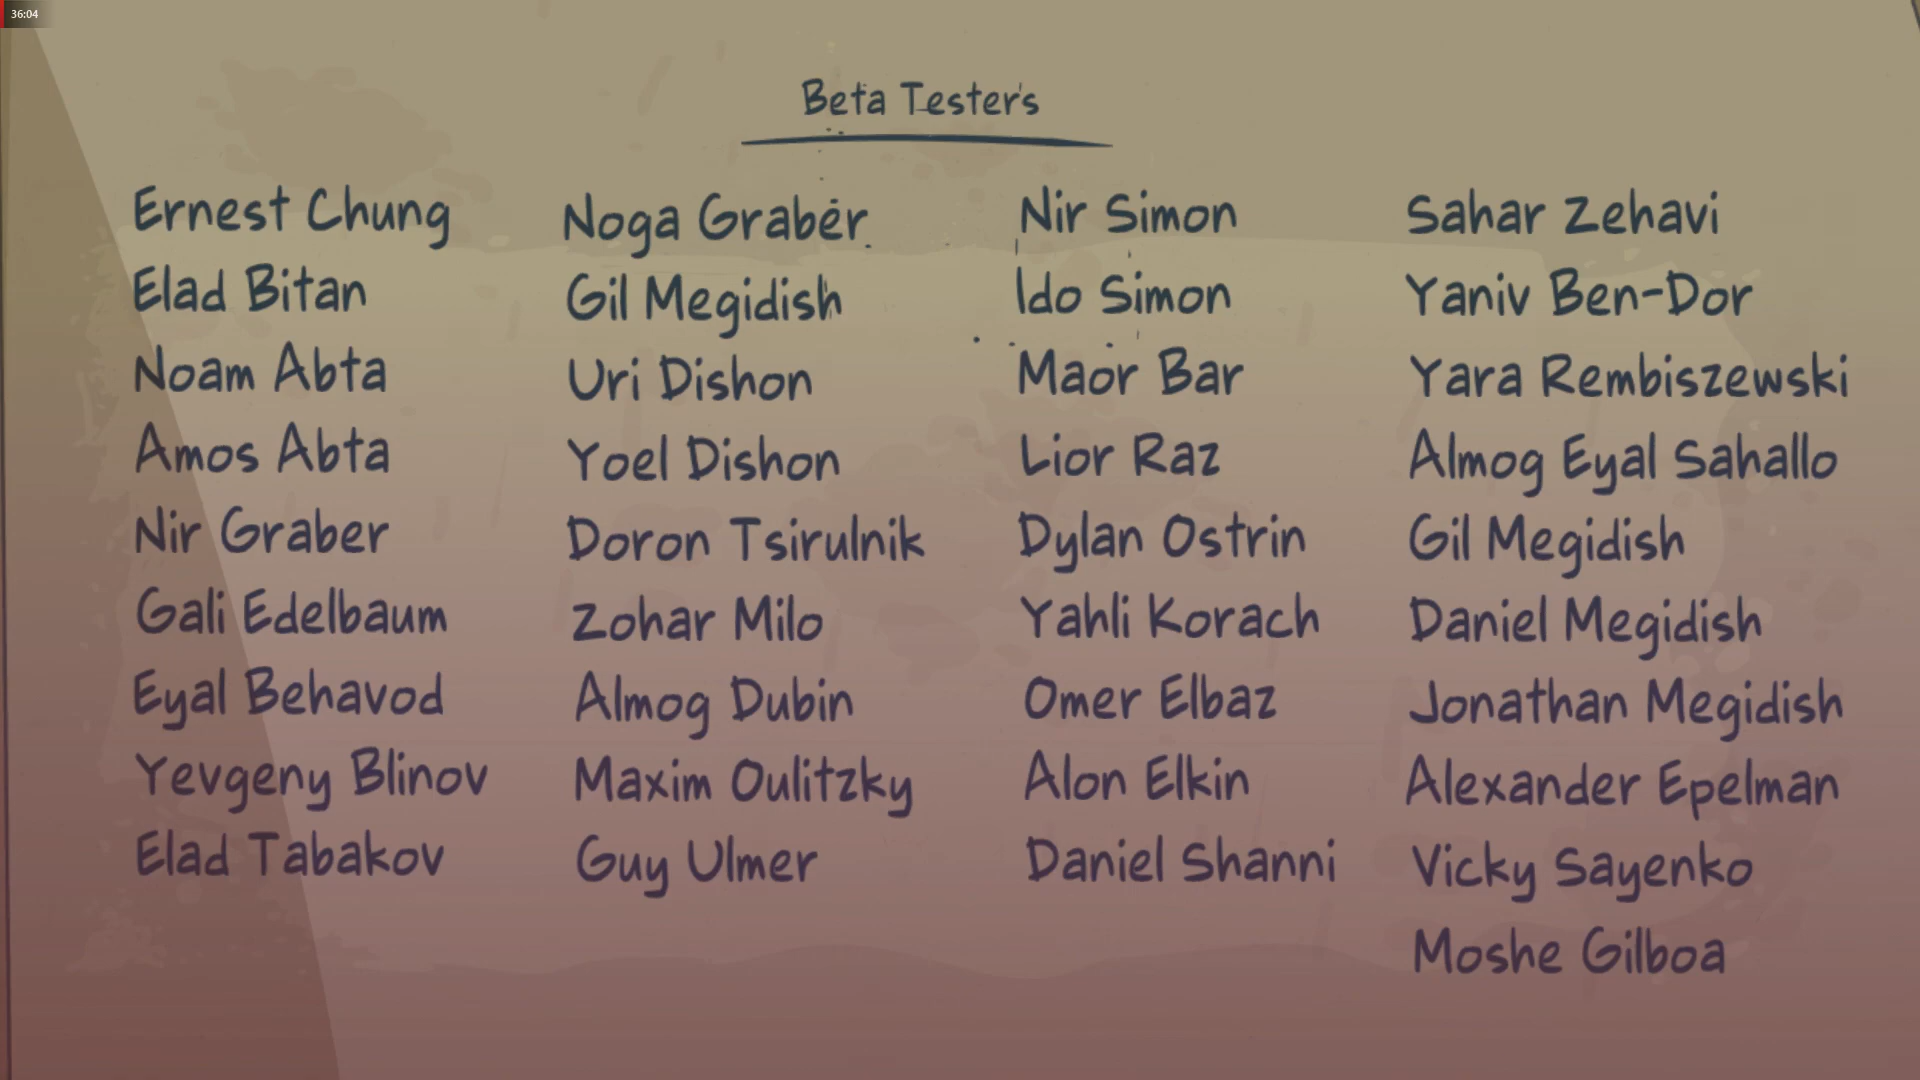 36:04
Beta Testers
Ernest Chung
Elad Bitan
Noam Abta
Amos Abta
Nir Graber
Gali Edelbaum
Eyal Behavod
Yevgeny Blinov
Elad Tabakov
Noga Graber
Gil Megidish
Uri Dishon
Yoel Dishon
Doron Tsirulnik
Zohar Milo
Almog Dubin
Maxim Oulitzky
Guy Ulmer
Nir Simon
Ido Simon
Maor Bar
Lior Raz
Dylan Ostrin
Yahli Korach
Omer Elbaz
Alon Elkin
Daniel Shanni
Sahar Zehavi
Yaniv Ben-Dor
Yara Rembiszewski
Almog Eyal Sahallo
Gil Megidish
Daniel Megidish
Jonathan Megidish
Alexander Epelman
Vicky Sayenko
Moshe Gilboa